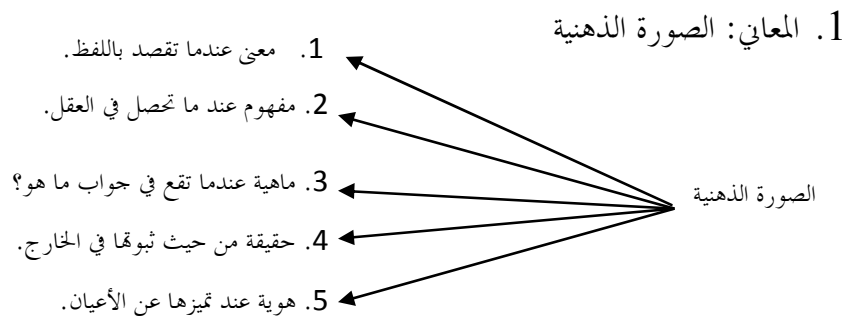 1. المعاني: الصورة الذهنية
1. معنى عندما تقصد باللفظ.
2. مفهوم عند ما تحصل في العقل.
3. ماهية عندما تقع في جواب ما هو؟
الصورة الذهنية
4. حقيقة من حيث ثبوتها في الخارج.
5. هوية عند تميزها عن الأعيان.